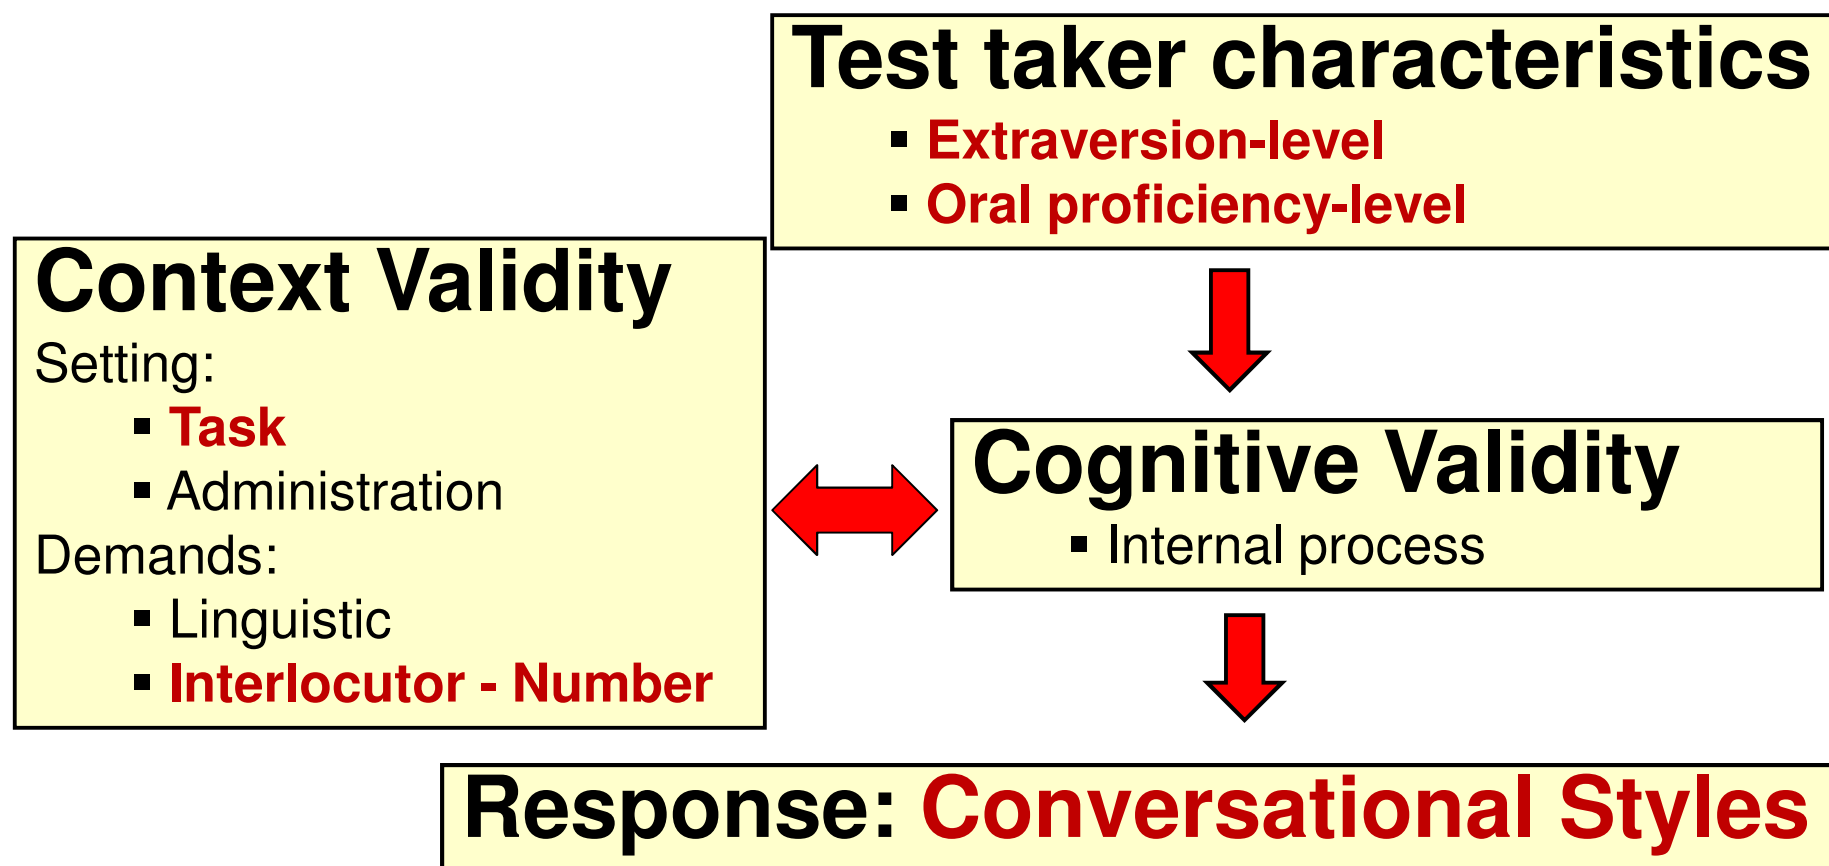 Test taker characteristics
▪ Extraversion-level
▪ Oral proficiency-level
Context Validity
Setting:
▪ Task
▪ Administration
Demands:
▪ Linguistic
▪ Interlocutor - Number
Cognitive Validity
▪ Internal process
Response: Conversational Styles